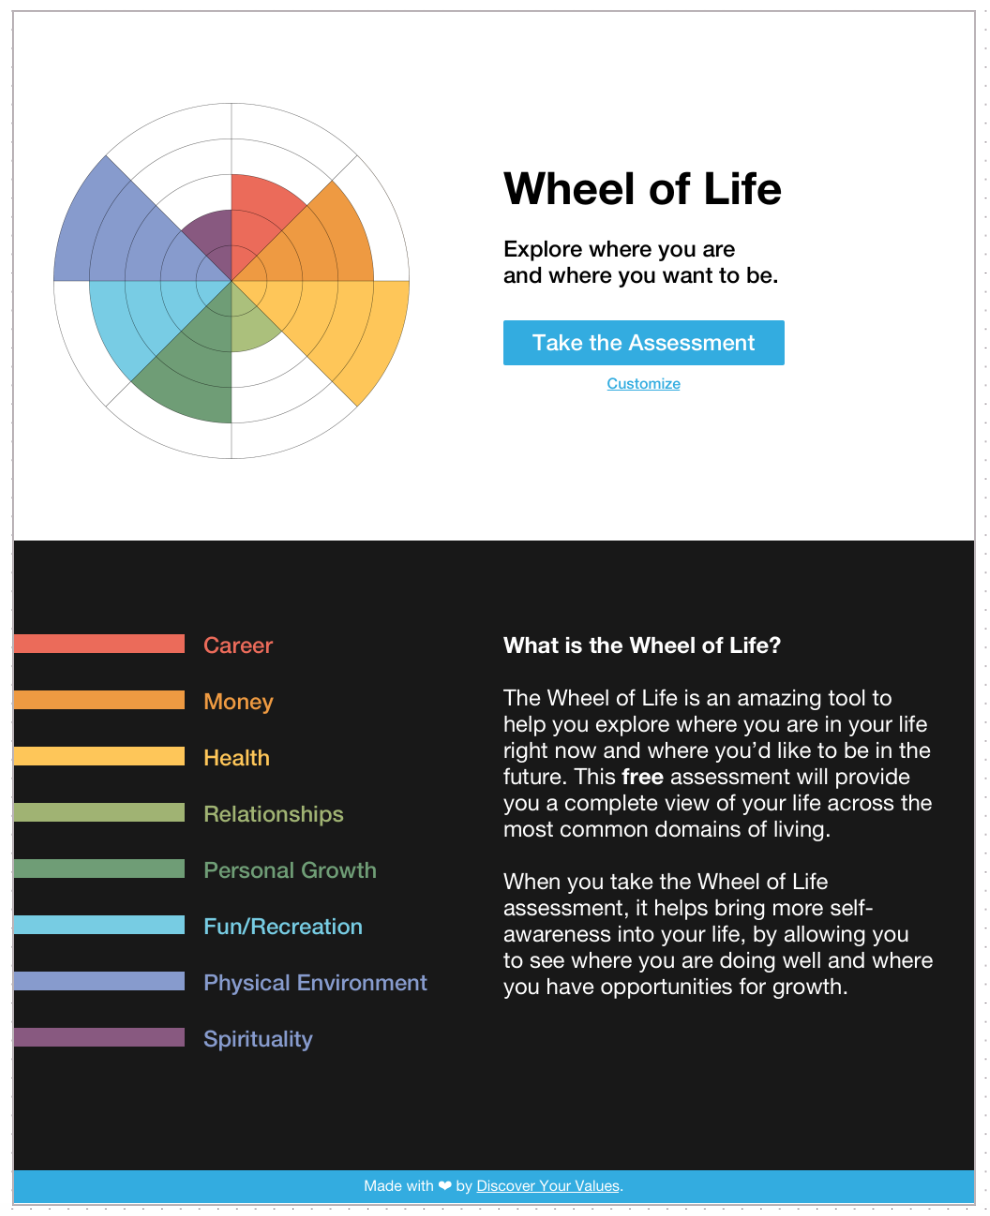 Wheel of Life
Explore where you are
and where you want to be.
Take the Assessment
Customize
Career
Money
Health
Relationships
Personal Growth
Fun/Recreation
Physical Environment
Spirituality
What is the Wheel of Life?
The Wheel of Life is an amazing tool to
help you explore where you are in your life
right now and where you’d like to be in the
future. This free assessment will provide
you a complete view of your life across the
most common domains of living.
When you take the Wheel of Life
assessment, it helps bring more self-
awareness into your life, by allowing you
to see where you are doing well and where
you have opportunities for growth.
Made with ❤ by Discover Your Values.